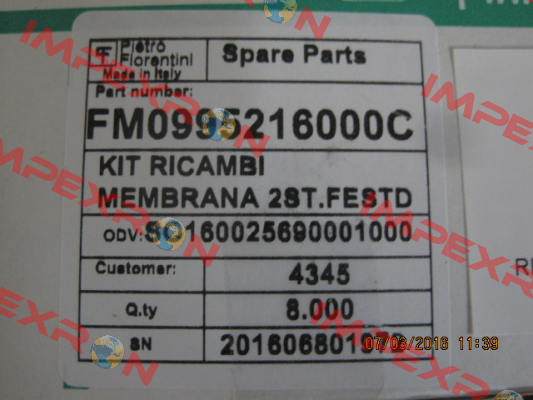 Pietro
Fiorentini
Made in Italy
Spare Parts
Part number:
FM0995216000C
KIT RICAMBI
MEMBRANA 2ST.FESTD
ODV:SO160025690001000
Customer: 4345
Q.ty 8.000
SN
07/03/2016 11:39
IMPEXRON